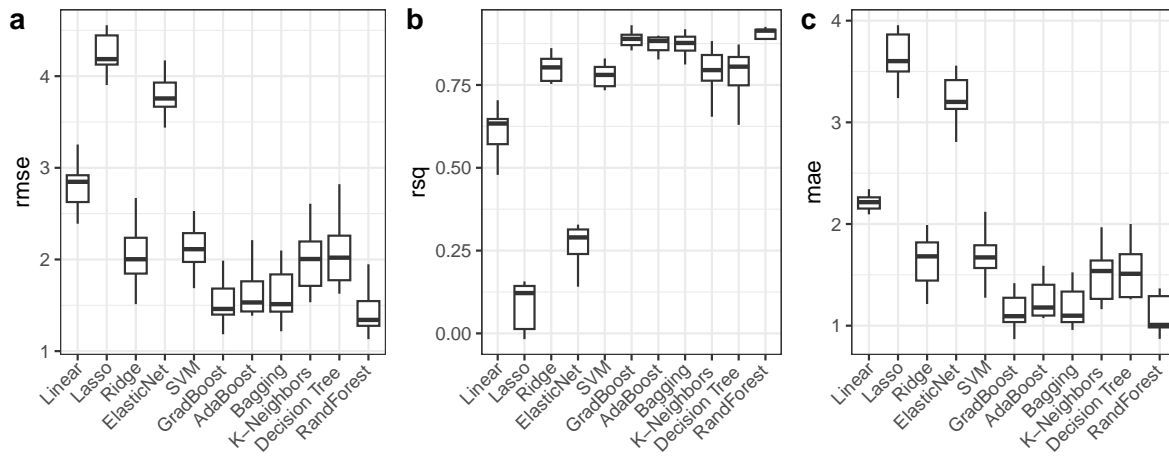 a
rmse
4
3
2
1
Linear
Lasso
Ridge
ElasticNet
SVM
GradBoost
AdaBoost
Bagging
K−Neighbors
Decision Tree
RandForest
b
rsq
0.75
0.50
0.25
0.00
Linear
Lasso
Ridge
ElasticNet
SVM
GradBoost
AdaBoost
Bagging
K−Neighbors
Decision Tree
RandForest
c
mae
4
3
2
1
Linear
Lasso
Ridge
ElasticNet
SVM
GradBoost
AdaBoost
Bagging
K−Neighbors
Decision Tree
RandForest